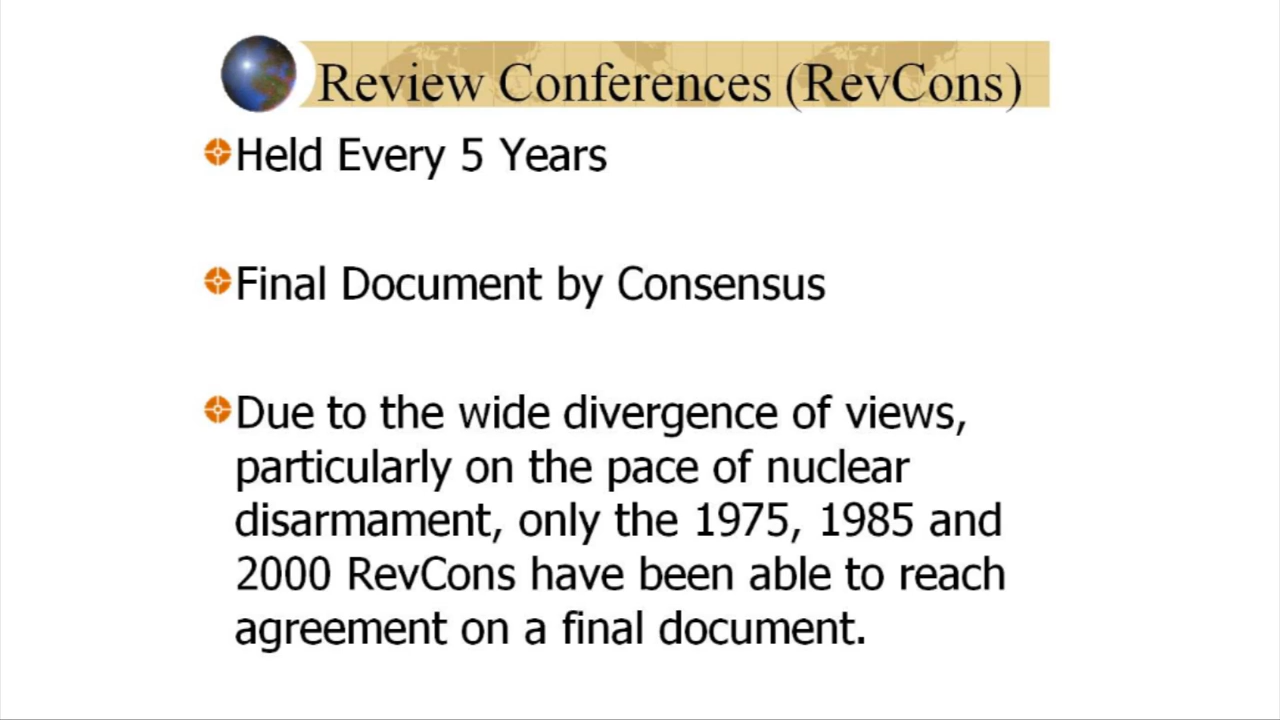 Review Conferences (RevCons)
Held Every 5 Years
Final Document by Consensus
Due to the wide divergence of views,
particularly on the pace of nuclear
disarmament, only the 1975, 1985 and
2000 RevCons have been able to reach
agreement on a final document.